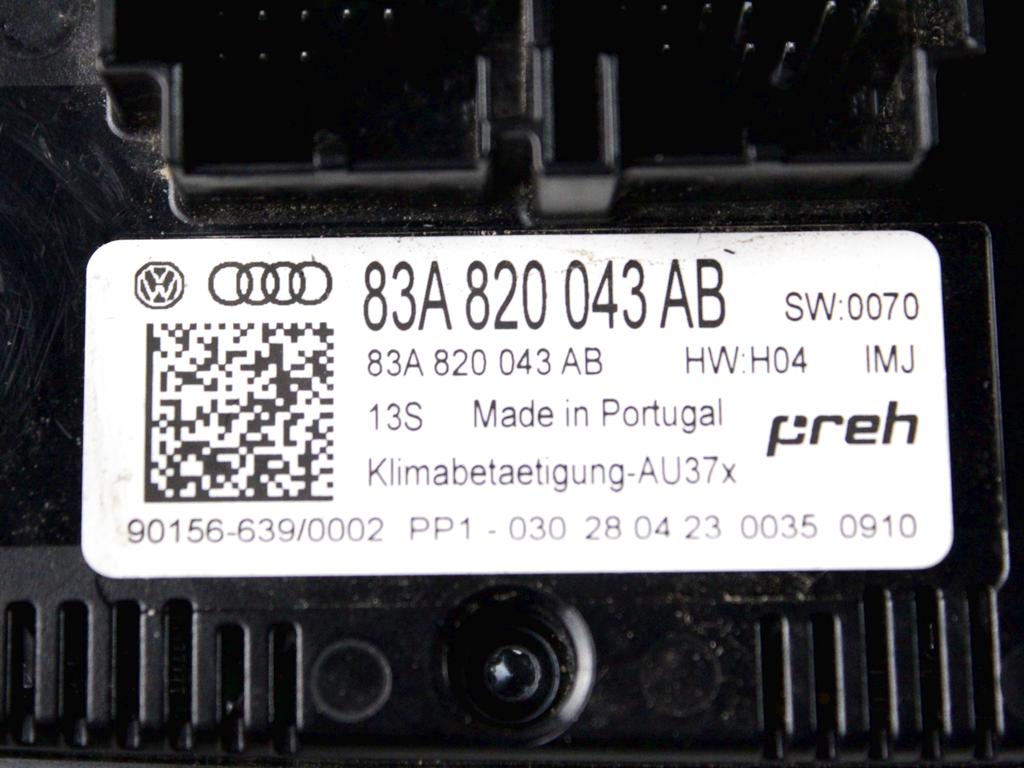 83A 820 043 AB SW:0070
83A 820 043 AB HW:H04 IMJ
13S Made in Portugal preh
Klimabetaetigung-AU37x
90156-639/0002 PP1 - 030 28 04 23 0035 0910